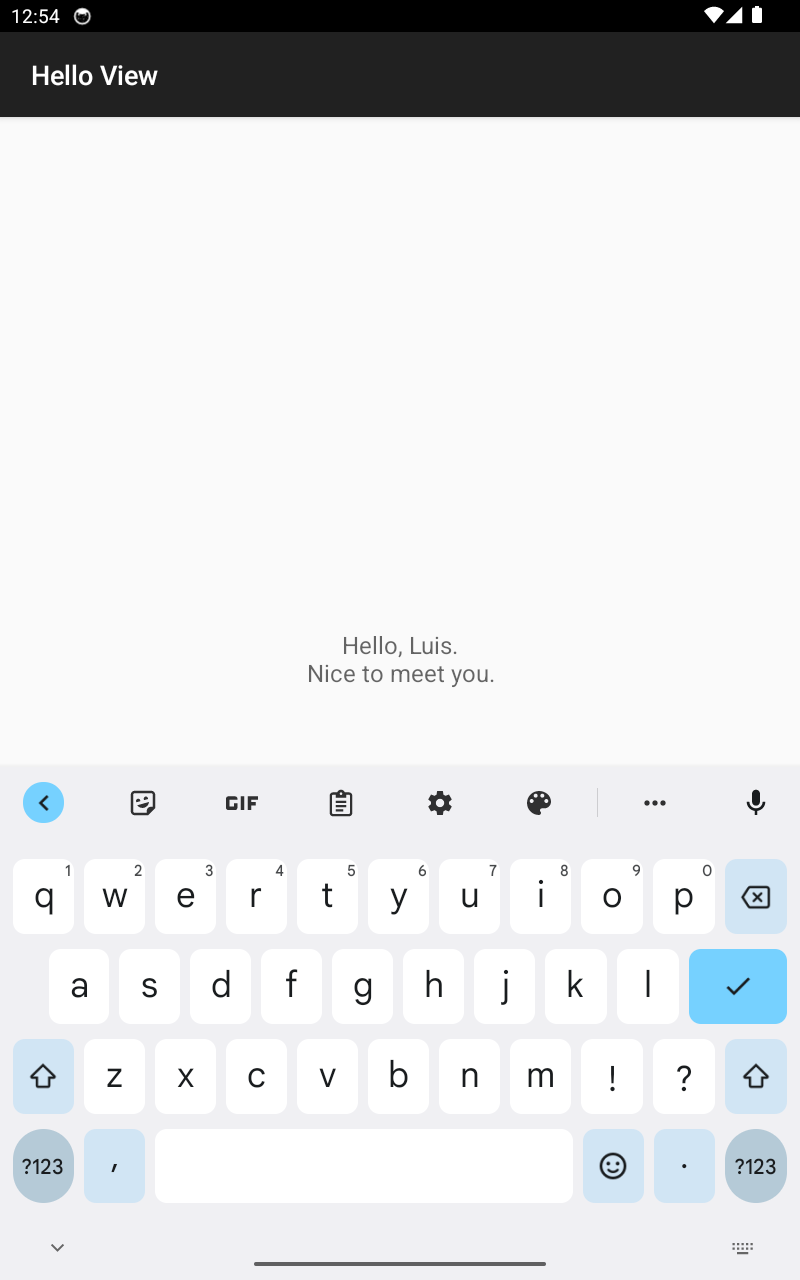 12:54
Hello View
Hello, Luis.
Nice to meet you.
GIF
q 1 w 2 e 3 r 4 t 5 y 6 u 7 i 8 o 9 p 0
a s d f g h j k l
z x c v b n m ! ?
?123 , . ?123